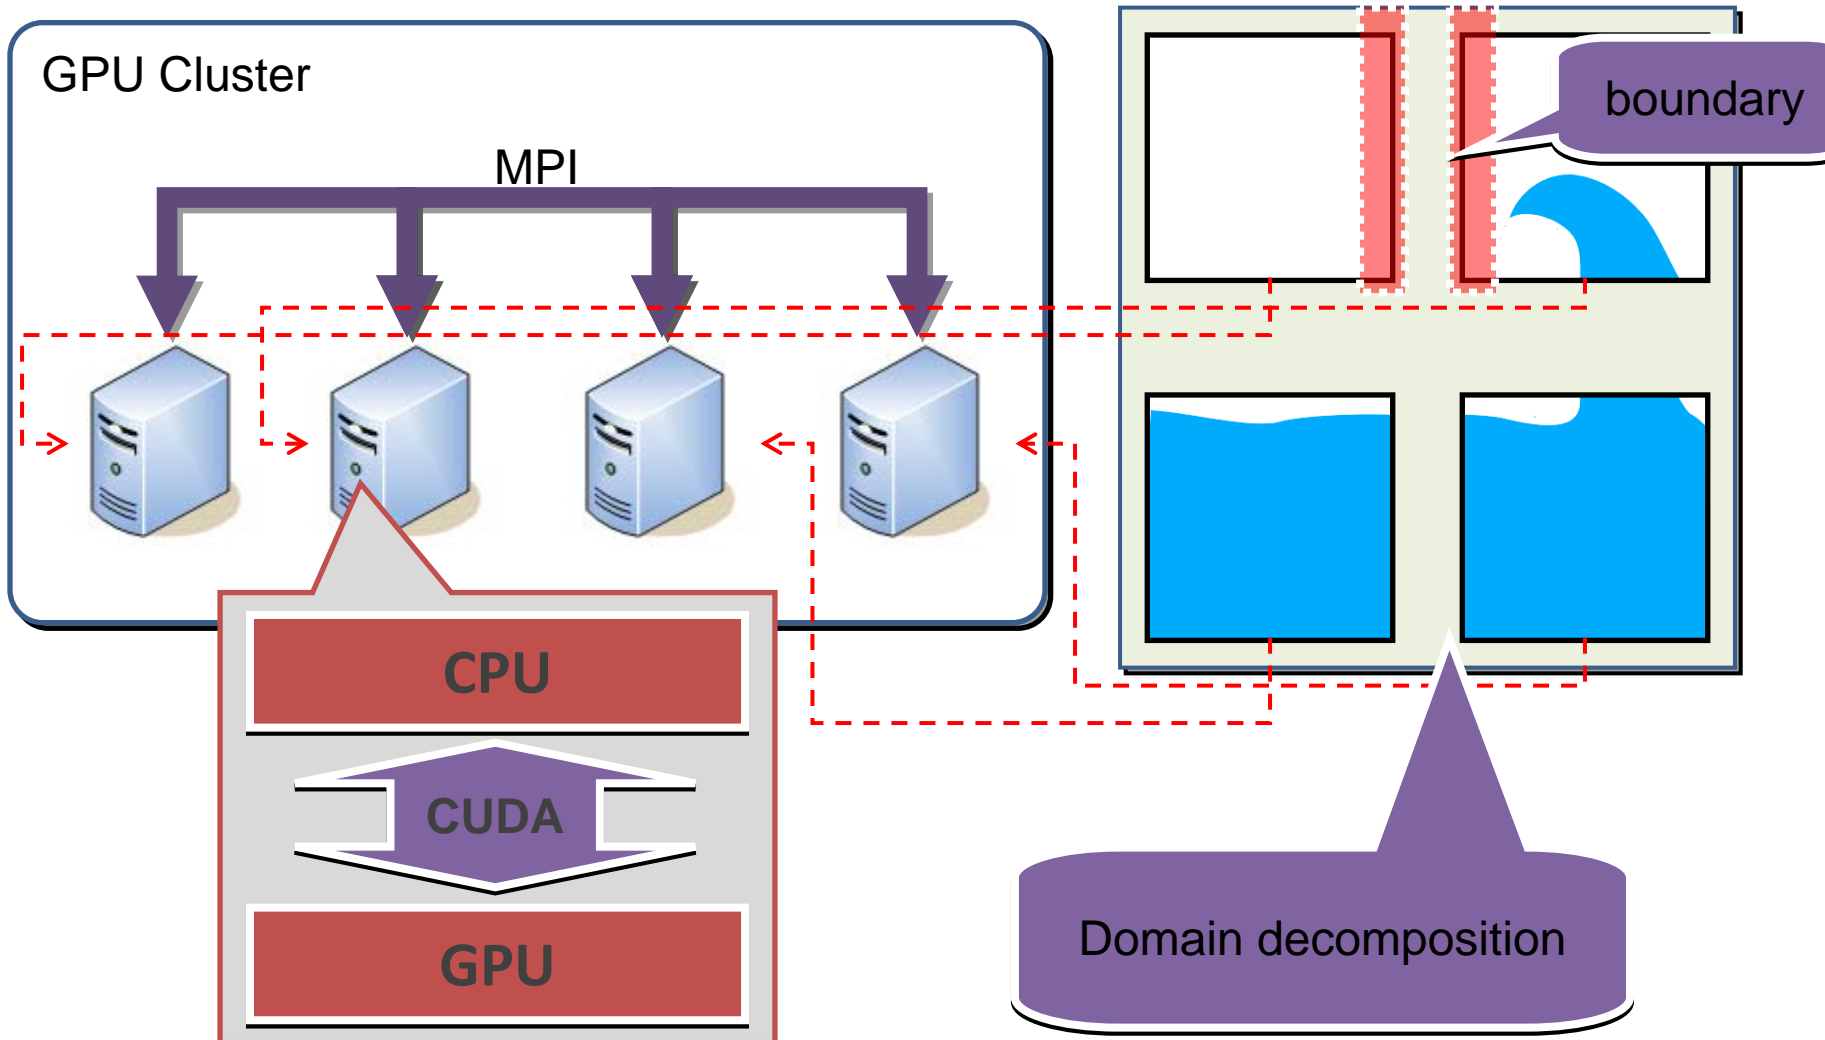 GPU Cluster
MPI
boundary
CPU
CUDA
GPU
Domain decomposition